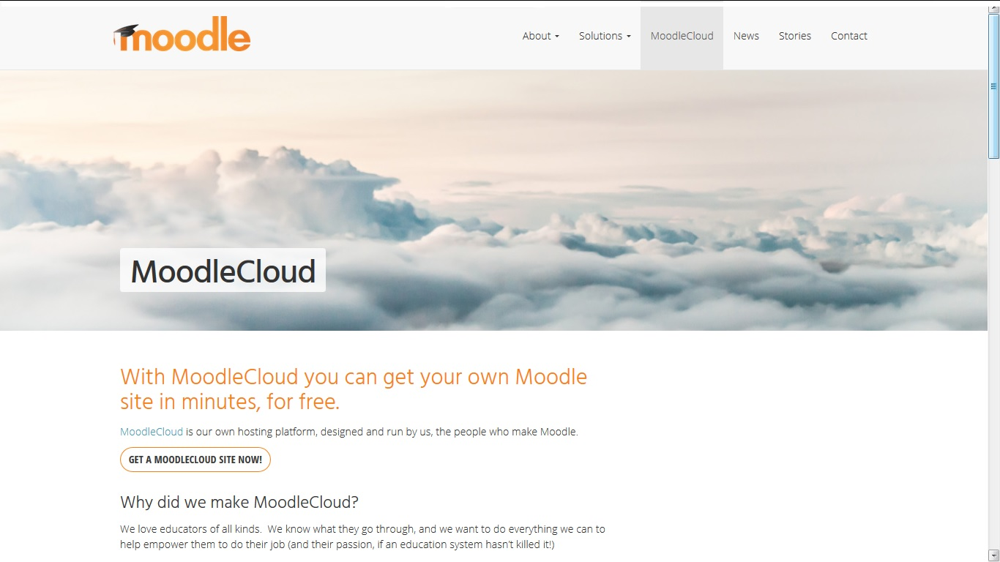 moodle
About Solutions MoodleCloud News Stories Contact
MoodleCloud
With MoodleCloud you can get your own Moodle
site in minutes, for free.
MoodleCloud is our own hosting platform, designed and run by us, the people who make Moodle.
GET A MOODLECLOUD SITE NOW!
Why did we make MoodleCloud?
We love educators of all kinds.  We know what they go through, and we want to do everything we can to
help empower them to do their job (and their passion, if an education system hasn't killed it!)